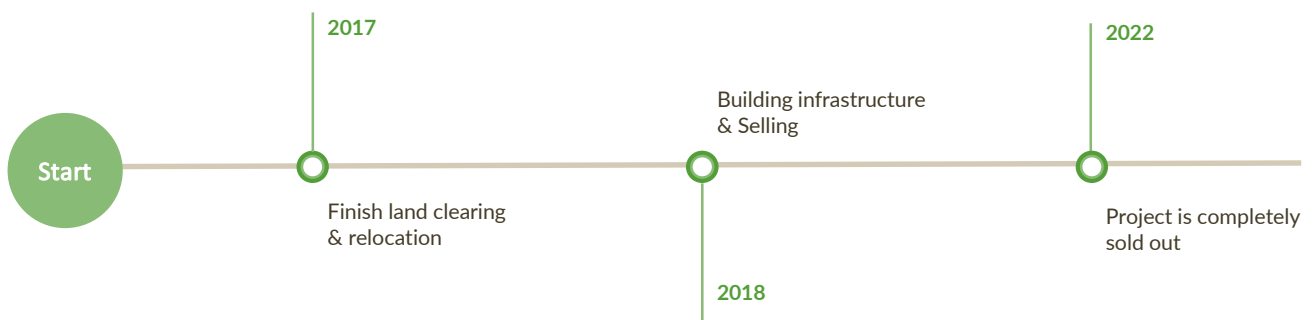 Start
2017
Finish land clearing
& relocation
Building infrastructure
& Selling
2018
2022
Project is completely
sold out